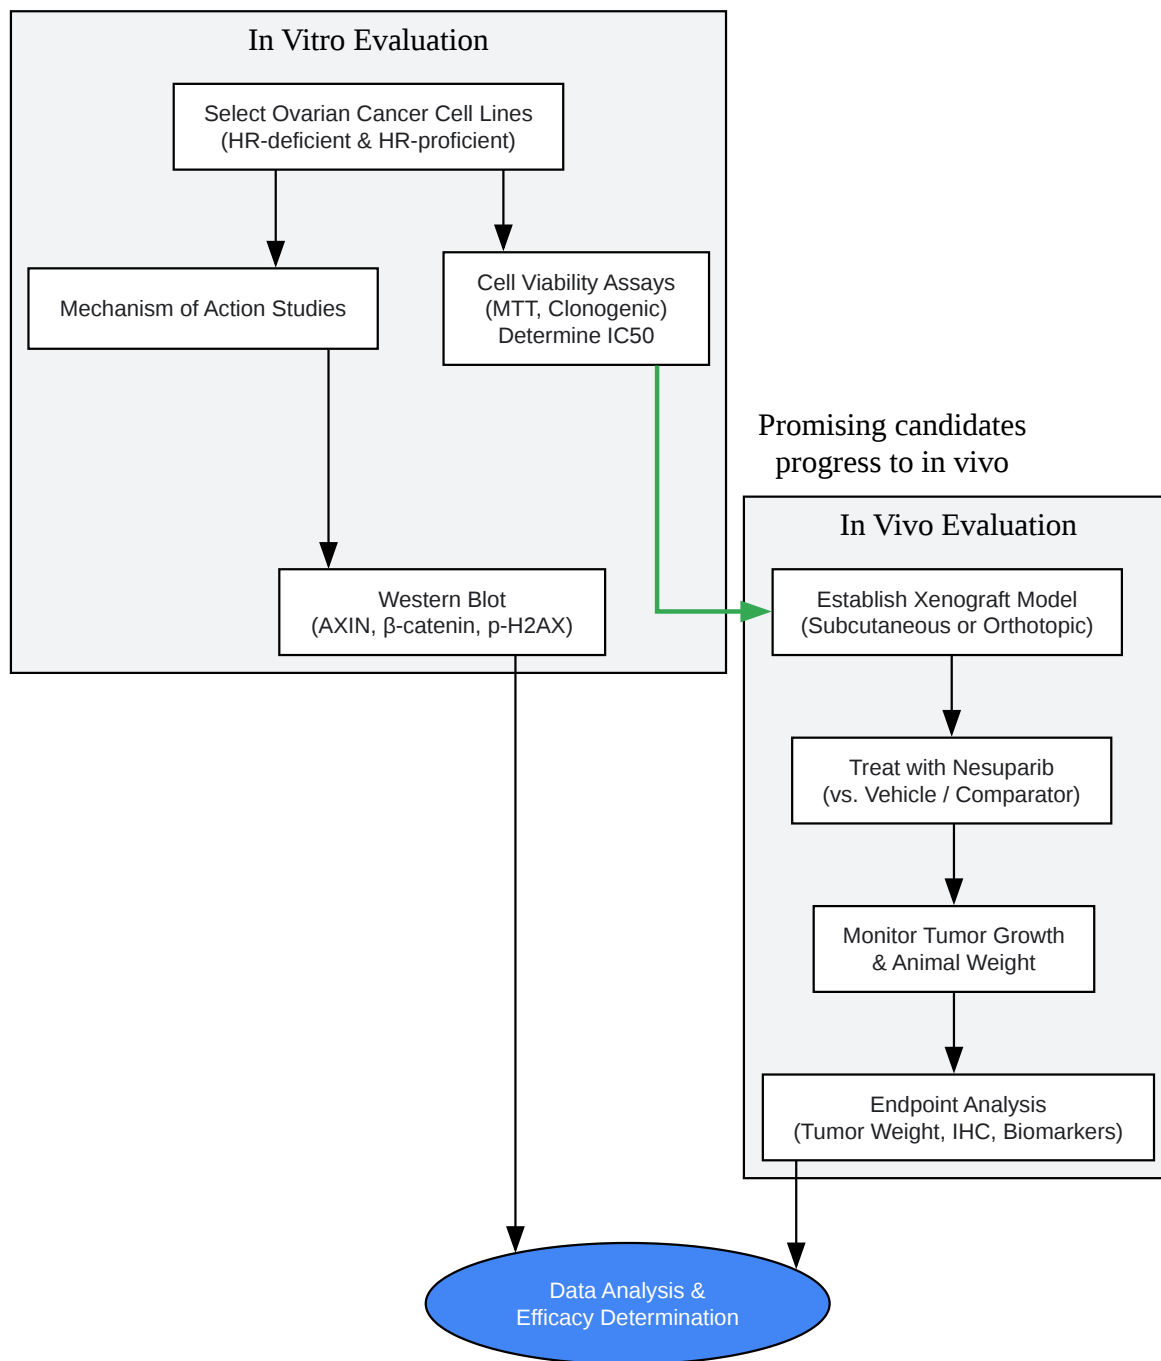 In Vitro Evaluation
Select Ovarian Cancer Cell Lines
(HR-deficient & HR-proficient)
Mechanism of Action Studies
Cell Viability Assays
(MTT, Clonogenic)
Determine IC50
Western Blot
(AXIN, β-catenin, p-H2AX)
Promising candidates
progress to in vivo
In Vivo Evaluation
Establish Xenograft Model
(Subcutaneous or Orthotopic)
Treat with Nesuparib
(vs. Vehicle / Comparator)
Monitor Tumor Growth
& Animal Weight
Endpoint Analysis
(Tumor Weight, IHC, Biomarkers)
Data Analysis &
Efficacy Determination